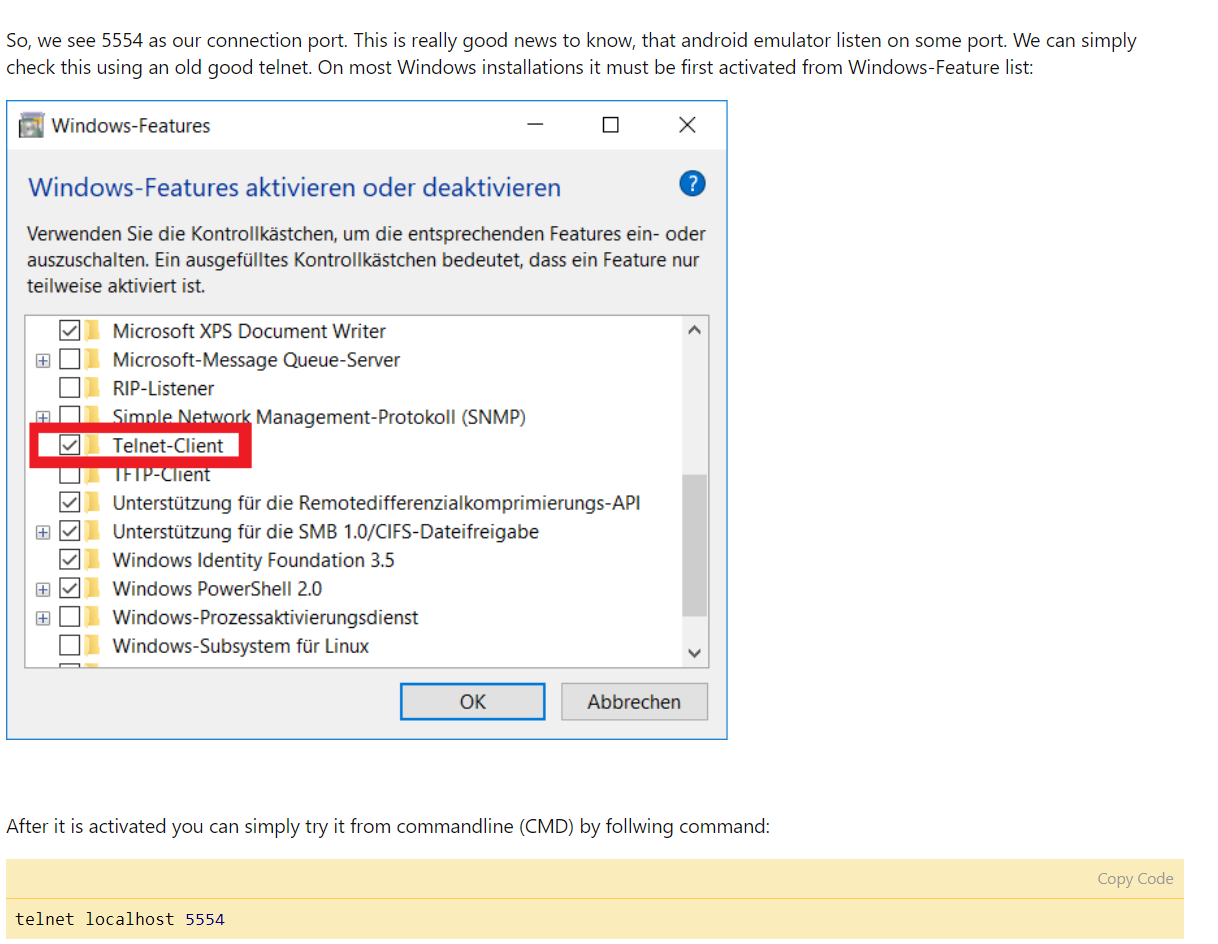 So, we see 5554 as our connection port. This is really good news to know, that android emulator listen on some port. We can simply
check this using an old good telnet. On most Windows installations it must be first activated from Windows-Feature list:
Windows-Features
Windows-Features aktivieren oder deaktivieren
?
Verwenden Sie die Kontrollkästchen, um die entsprechenden Features ein- oder
auszuschalten. Ein ausgefülltes Kontrollkästchen bedeutet, dass ein Feature nur
teilweise aktiviert ist.
Microsoft XPS Document Writer
Microsoft-Message Queue-Server
RIP-Listener
Simple Network Management-Protokoll (SNMP)
Telnet-Client
TFTP-Client
Unterstützung für die Remotedifferenzialkomprimierungs-API
Unterstützung für die SMB 1.0/CIFS-Dateifreigabe
Windows Identity Foundation 3.5
Windows PowerShell 2.0
Windows-Prozessaktivierungsdienst
Windows-Subsystem für Linux
OK Abbrechen
After it is activated you can simply try it from commandline (CMD) by follwing command:
Copy Code
telnet localhost 5554